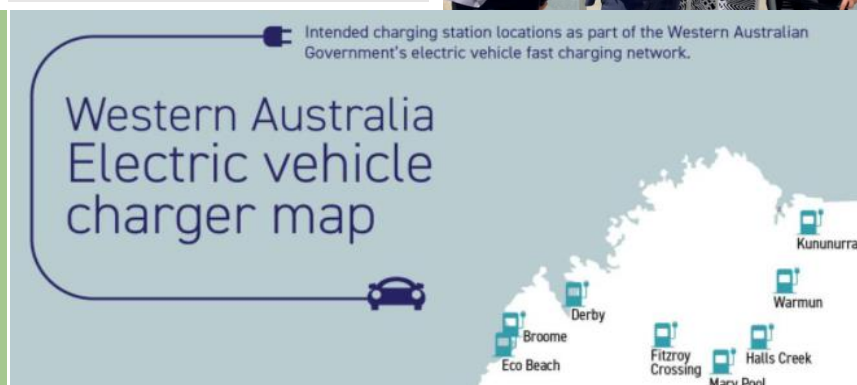 Intended charging station locations as part of the Western Australian
Government's electric vehicle fast charging network.
Western Australia
Electric vehicle
charger map
Kununurra
Warmun
Derby
Broome
Eco Beach
Fitzroy
Crossing
Halls Creek
Mary Pool